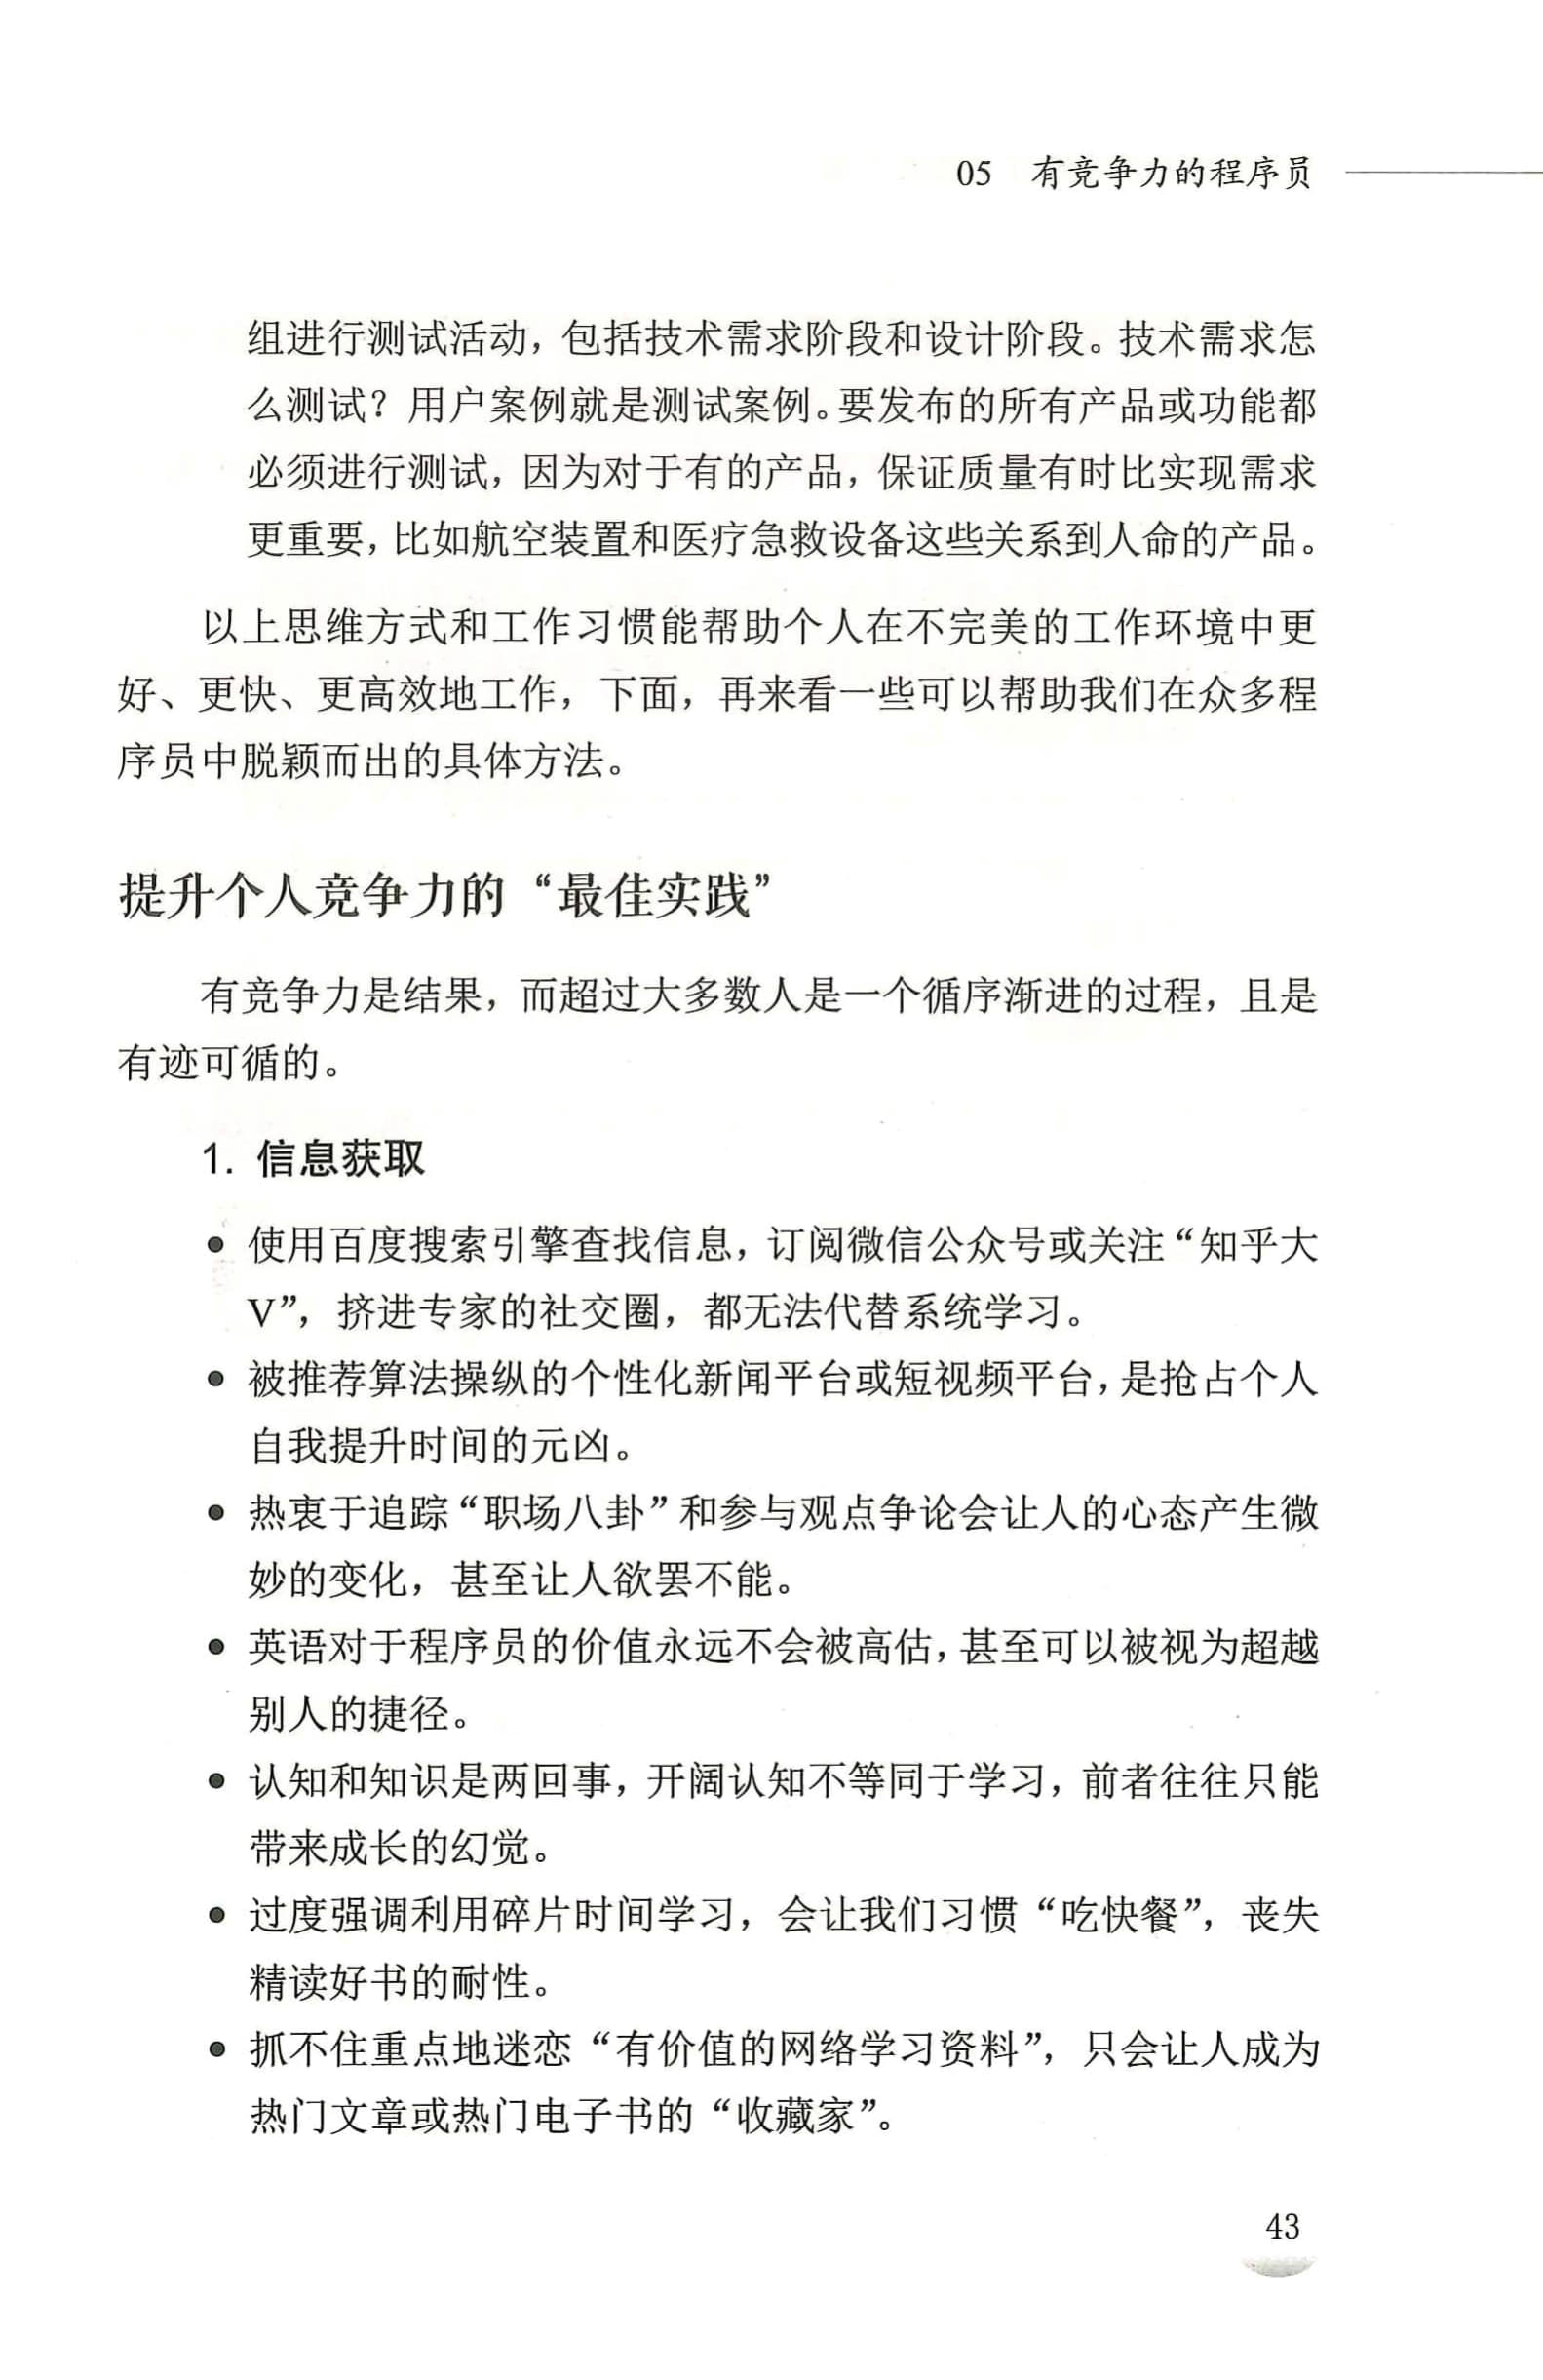 05 有竞争力的程序员
组进行测试活动，包括技术需求阶段和设计阶段。技术需求怎
么测试？用户案例就是测试案例。要发布的所有产品或功能都
必须进行测试，因为对于有的产品，保证质量有时比实现需求
更重要，比如航空装置和医疗急救设备这些关系到人命的产品。
以上思维方式和工作习惯能帮助个人在不完美的工作环境中更
好、更快、更高效地工作，下面，再来看一些可以帮助我们在众多程
序员中脱颖而出的具体方法。
提升个人竞争力的“最佳实践”
有竞争力是结果，而超过大多数人是一个循序渐进的过程，且是
有迹可循的。
1. 信息获取
● 使用百度搜索引擎查找信息，订阅微信公众号或关注“知乎大
V”，挤进专家的社交圈，都无法代替系统学习。
● 被推荐算法操纵的个性化新闻平台或短视频平台，是抢占个人
自我提升时间的元凶。
● 热衷于追踪“职场八卦”和参与观点争论会让人的心态产生微
妙的变化，甚至让人欲罢不能。
● 英语对于程序员的价值永远不会被高估，甚至可以被视为超越
别人的捷径。
● 认知和知识是两回事，开阔认知不等同于学习，前者往往只能
带来成长的幻觉。
● 过度强调利用碎片时间学习，会让我们习惯“吃快餐”，丧失
精读好书的耐性。
● 抓不住重点地迷恋“有价值的网络学习资料”，只会让人成为
热门文章或热门电子书的“收藏家”。
43